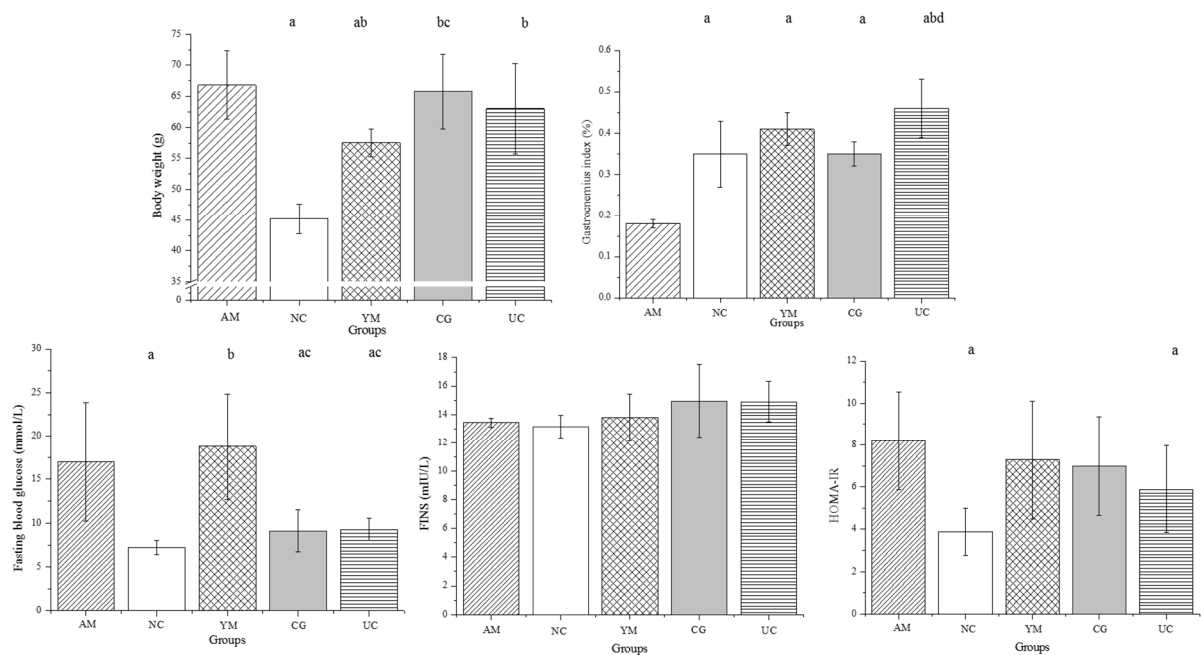 a ab bc b
75
70
65
60
55
50
45
40
35
0
Body weight (g)
AM NC YM CG UC
Groups
a a a abd
0.6
0.5
0.4
0.3
0.2
0.1
0.0
Gastrocnemius index (%)
AM NC YM CG UC
Groups
a b ac ac
30
25
20
15
10
5
0
Fasting blood glucose (mmol/L)
AM NC YM CG UC
Groups
18
16
14
12
10
8
6
4
2
0
FINS (mIU/L)
AM NC YM CG UC
Groups
a a
12
10
8
6
4
2
0
HOMA-IR
AM NC YM CG UC
Groups